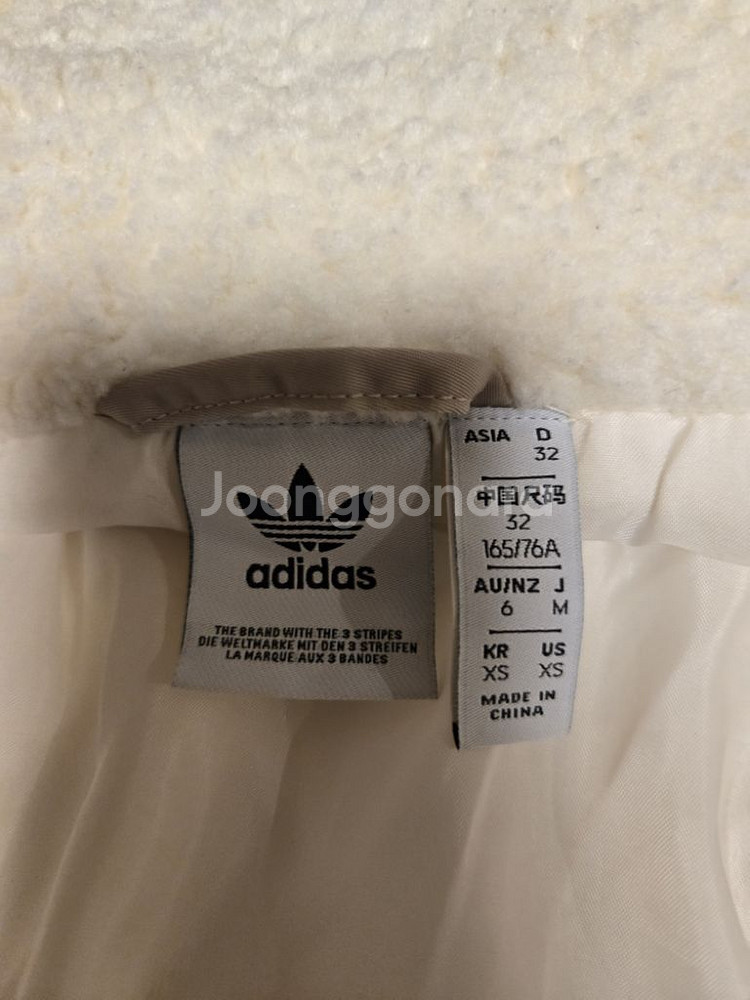 Joonggonara
adidas
THE BRAND WITH THE 3 STRIPES
DIE WELTMARKE MIT DEN 3 STREIFEN
LA MARQUE AUX 3 BANDES
ASIA D
32
中国尺码
32
165/76A
AU/NZ J
6 M
KR US
XS XS
MADE IN
CHINA